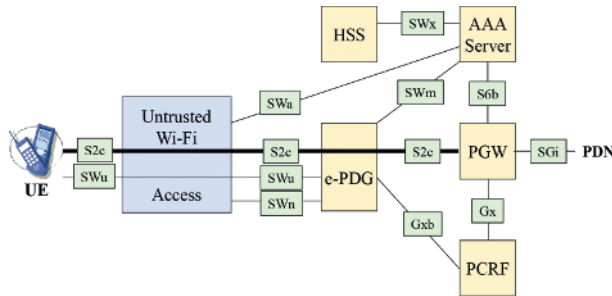 HSS
SWx
AAA
Server
SWa
SWm
S6b
Untrusted
Wi-Fi
S2c
S2c
S2c
PGW
SGi
PDN
UE
SWu
SWu
e-PDG
Access
SWn
Gxb
Gx
PCRF